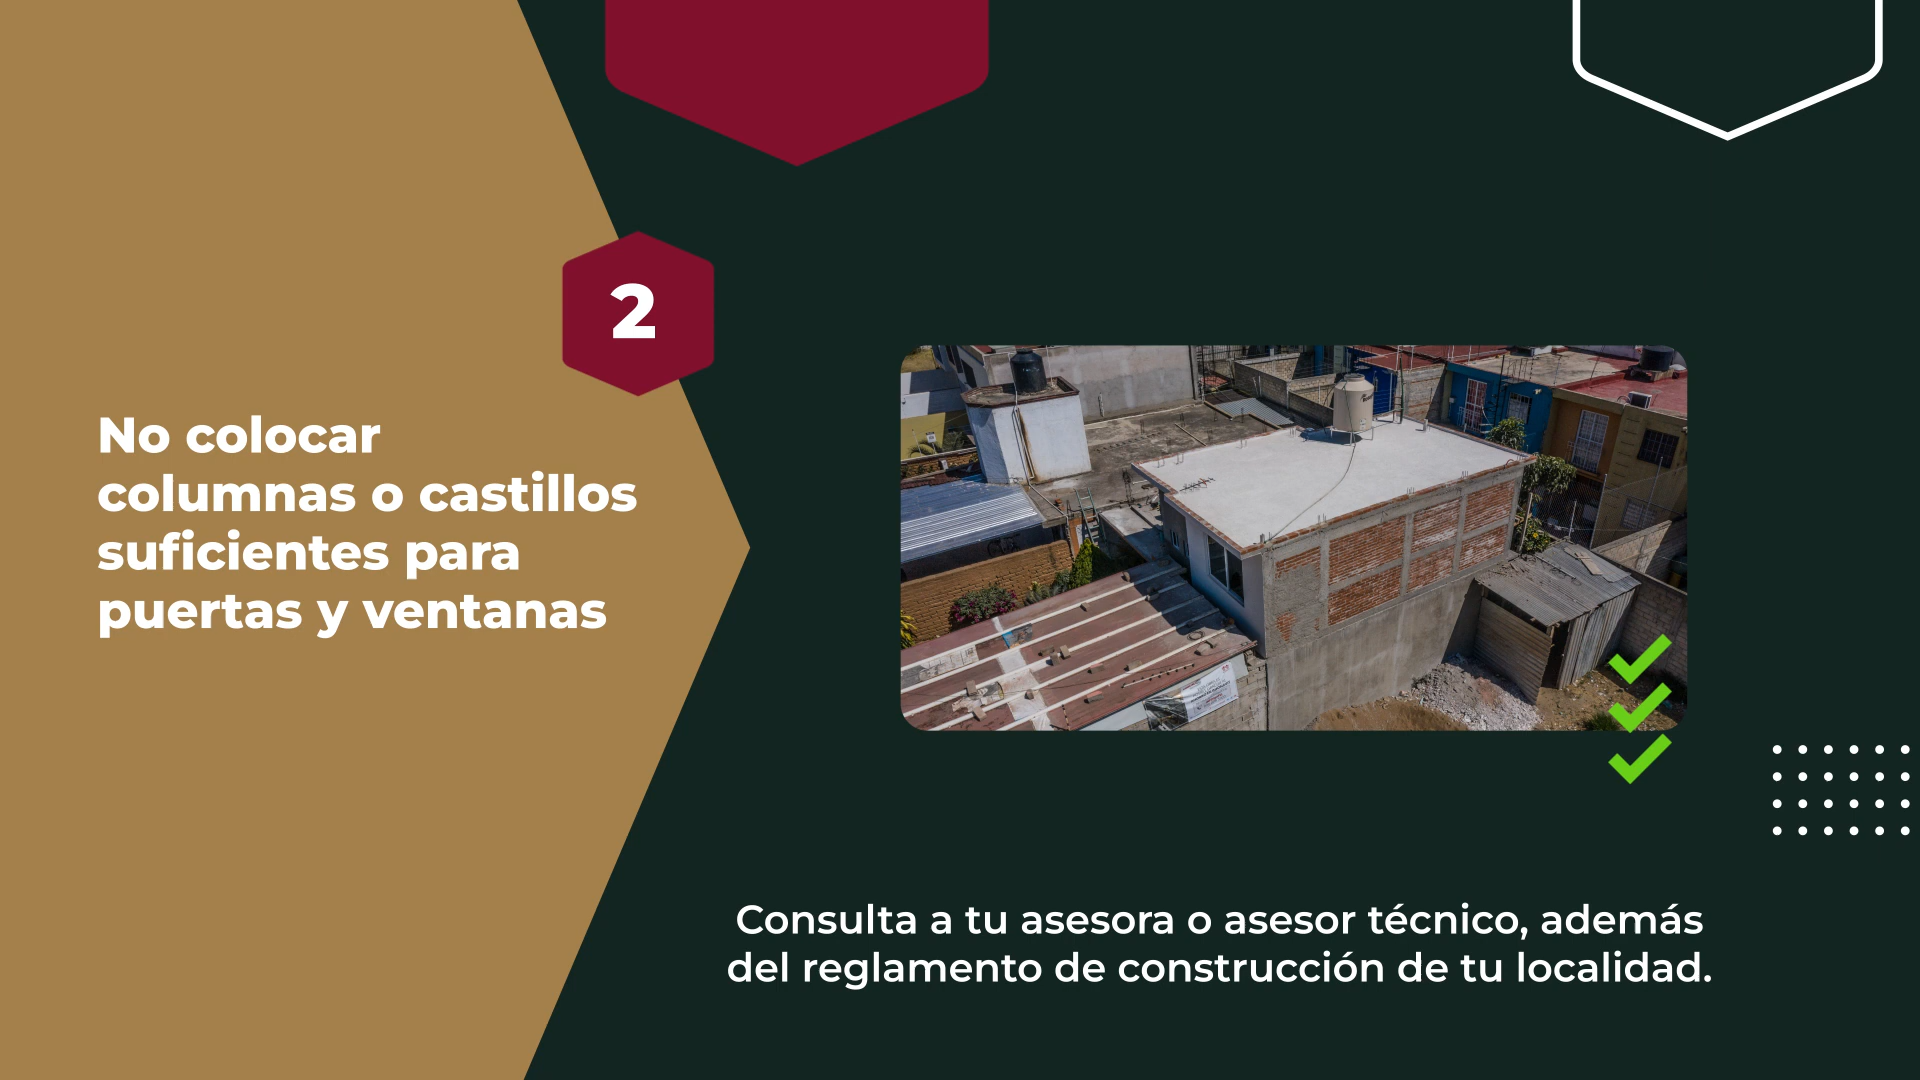 2
No colocar
columnas o castillos
suficientes para
puertas y ventanas
Consulta a tu asesora o asesor técnico, además
del reglamento de construcción de tu localidad.